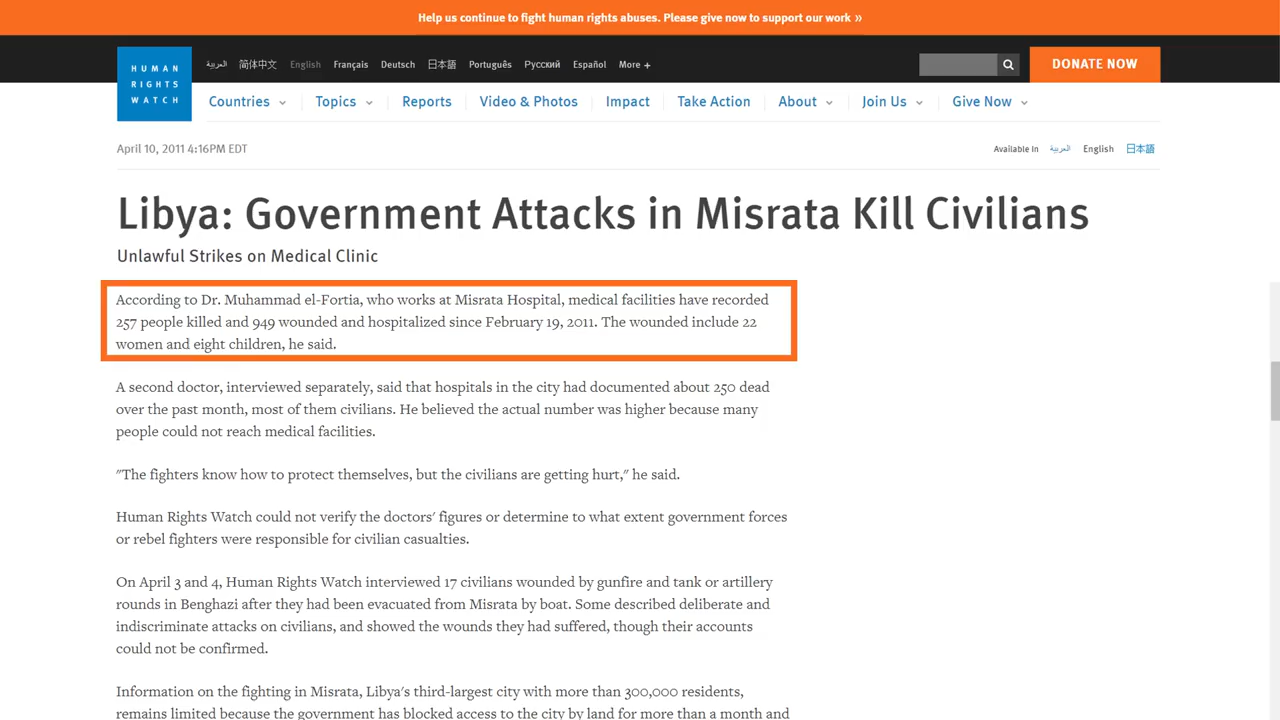 Help us continue to fight human rights abuses. Please give now to support our work »
HUMAN
RIGHTS
WATCH
العربية 简体中文 English Français Deutsch 日本語 Português Русский Español More +
DONATE NOW
Countries Topics Reports Video & Photos Impact Take Action About Join Us Give Now
April 10, 2011 4:16PM EDT
Available In العربية English 日本語
Libya: Government Attacks in Misrata Kill Civilians
Unlawful Strikes on Medical Clinic
According to Dr. Muhammad el-Fortia, who works at Misrata Hospital, medical facilities have recorded
257 people killed and 949 wounded and hospitalized since February 19, 2011. The wounded include 22
women and eight children, he said.
A second doctor, interviewed separately, said that hospitals in the city had documented about 250 dead
over the past month, most of them civilians. He believed the actual number was higher because many
people could not reach medical facilities.
"The fighters know how to protect themselves, but the civilians are getting hurt," he said.
Human Rights Watch could not verify the doctors' figures or determine to what extent government forces
or rebel fighters were responsible for civilian casualties.
On April 3 and 4, Human Rights Watch interviewed 17 civilians wounded by gunfire and tank or artillery
rounds in Benghazi after they had been evacuated from Misrata by boat. Some described deliberate and
indiscriminate attacks on civilians, and showed the wounds they had suffered, though their accounts
could not be confirmed.
Information on the fighting in Misrata, Libya's third-largest city with more than 300,000 residents,
remains limited because the government has blocked access to the city by land for more than a month and